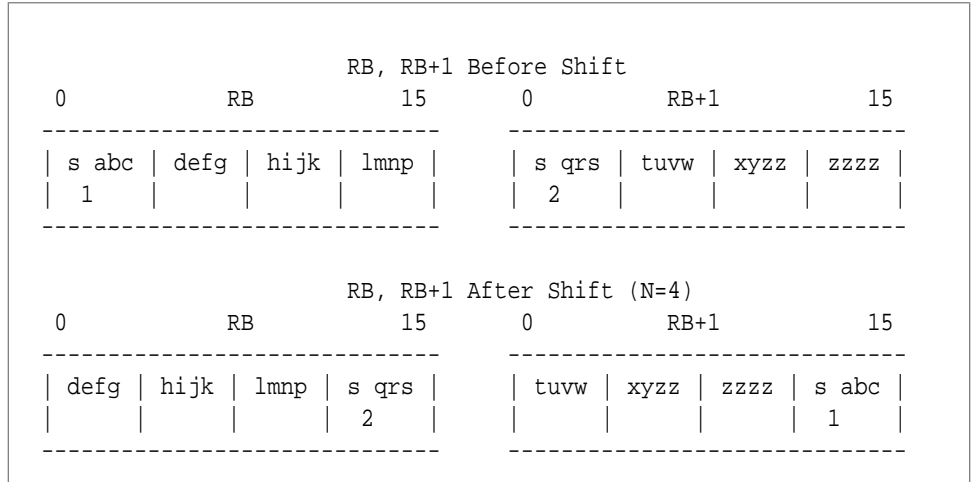 RB, RB+1 Before Shift
0 RB 15 0 RB+1 15
------------------------------ ------------------------------
| s abc | defg | hijk | lmnp | | s qrs | tuvw | xyzz | zzzz |
| 1 | | | | | 2 | | | |
------------------------------ ------------------------------
RB, RB+1 After Shift (N=4)
0 RB 15 0 RB+1 15
------------------------------ ------------------------------
| defg | hijk | lmnp | s qrs | | tuvw | xyzz | zzzz | s abc |
| | | | 2 | | | | | 1 |
------------------------------ ------------------------------